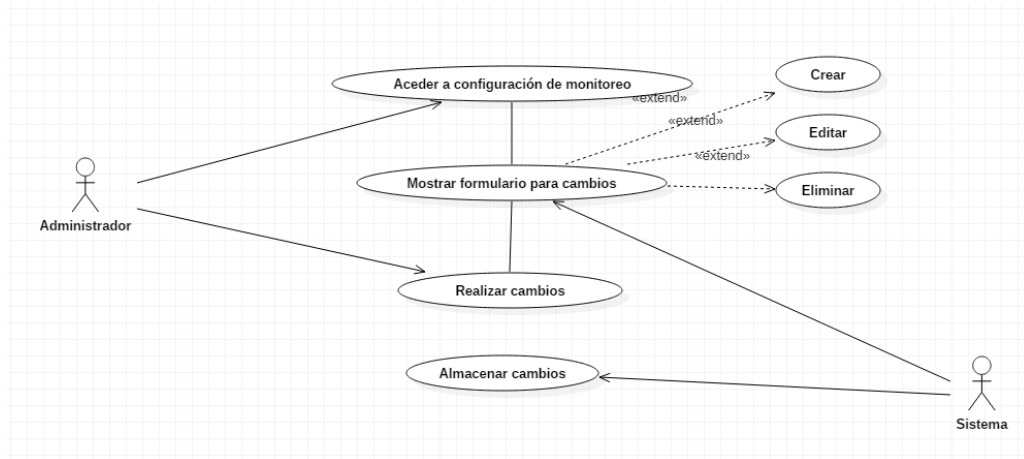 Aceder a configuración de monitoreo
Crear
«extend»
«extend»
Editar
«extend»
Mostrar formulario para cambios
Eliminar
Administrador
Realizar cambios
Almacenar cambios
Sistema